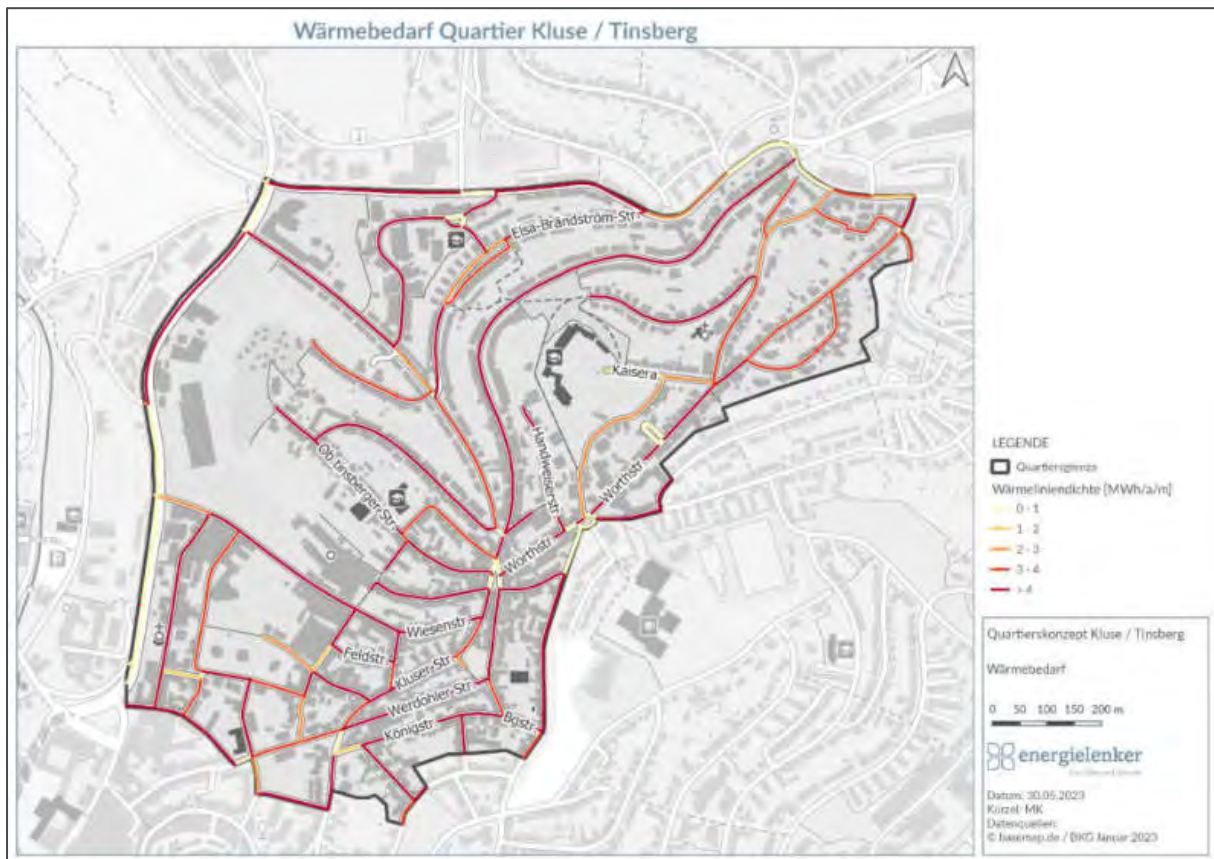 Wärmebedarf Quartier Kluse / Tinsberg
Elsa-Brändström-Str.
Kaisera
Handweiserstr.
Ob. tinsberger-Str.
Worthstr.
Worthstr.
Wiesenstr.
Feldstr.
Kluser-Str.
Werdohler-Str.
Königstr.
Bgstr.
LEGENDE
Quartiersgrenze
Wärmeliniendichte [MWh/a/m]
0 - 1
1 - 2
2 - 3
3 - 4
> 4
Quartierskonzept Kluse / Tinsberg
Wärmebedarf
0 50 100 150 200 m
energielenker
Datum: 30.05.2023
Kürzel: MK
Datenquellen:
© basemap.de / BKG Januar 2023